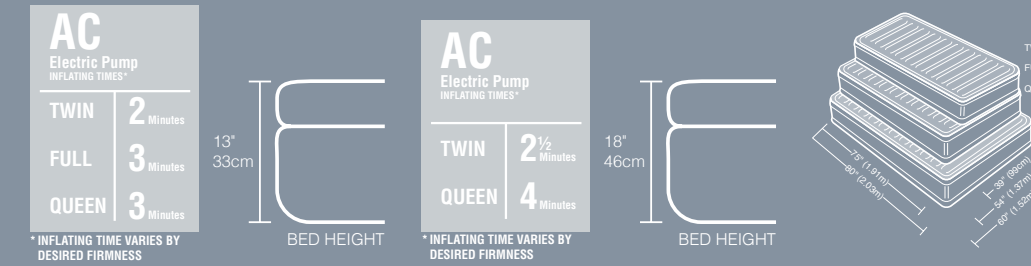 AC
Electric Pump
INFLATING TIMES*
TWIN 2 Minutes
FULL 3 Minutes
QUEEN 3 Minutes
* INFLATING TIME VARIES BY
DESIRED FIRMNESS
13"
33cm
BED HEIGHT
AC
Electric Pump
INFLATING TIMES*
TWIN 2½ Minutes
QUEEN 4 Minutes
* INFLATING TIME VARIES BY
DESIRED FIRMNESS
18"
46cm
BED HEIGHT
T
F
Q
75" (1.91m)
80" (2.03m)
39" (99cm)
54" (1.37m)
60" (1.52m